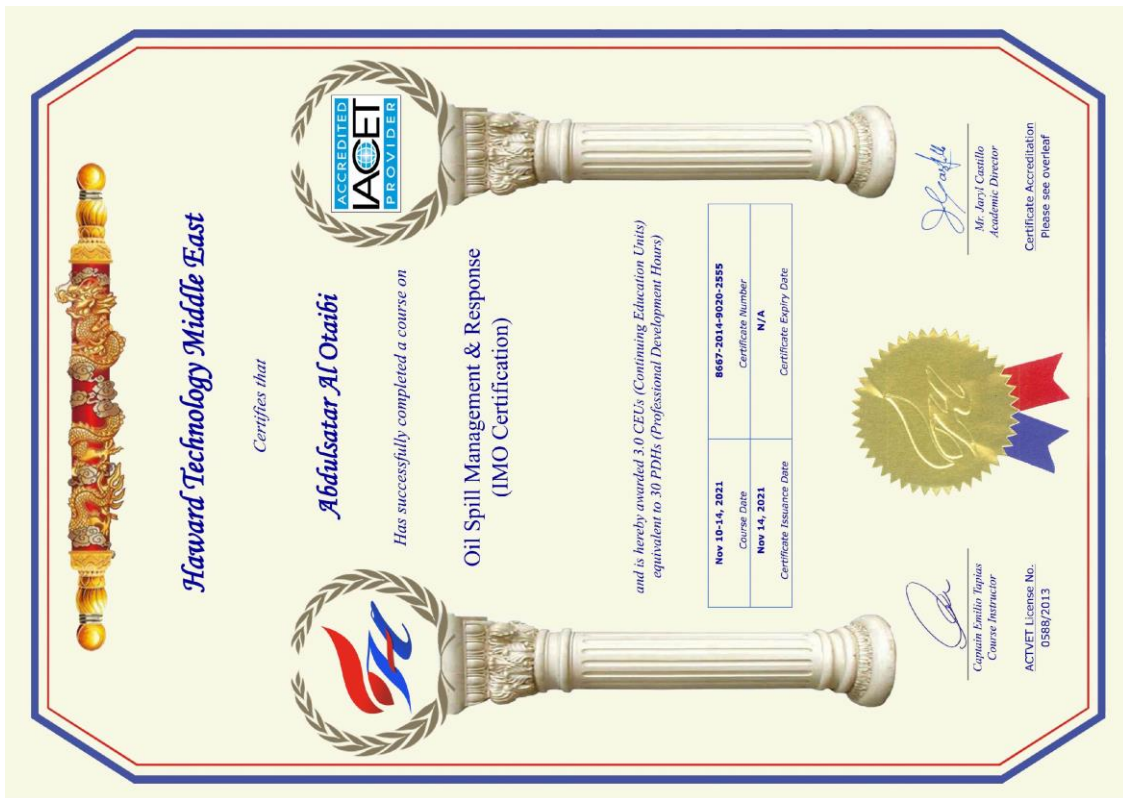 ACCREDITED
IACET
PROVIDER
Haward Technology Middle East
Certifies that
Abdulsatar Al Otaibi
Has successfully completed a course on
Oil Spill Management & Response
(IMO Certification)
and is hereby awarded 3.0 CEUs (Continuing Education Units)
equivalent to 30 PDHs (Professional Development Hours)
Nov 10-14, 2021 8667-2014-9020-2555
Course Date Certificate Number
Nov 14, 2021 N/A
Certificate Issuance Date Certificate Expiry Date
Captain Emilio Tapias
Course Instructor
Mr. Jaryl Castillo
Academic Director
ACTVET License No.
0588/2013
Certificate Accreditation
Please see overleaf